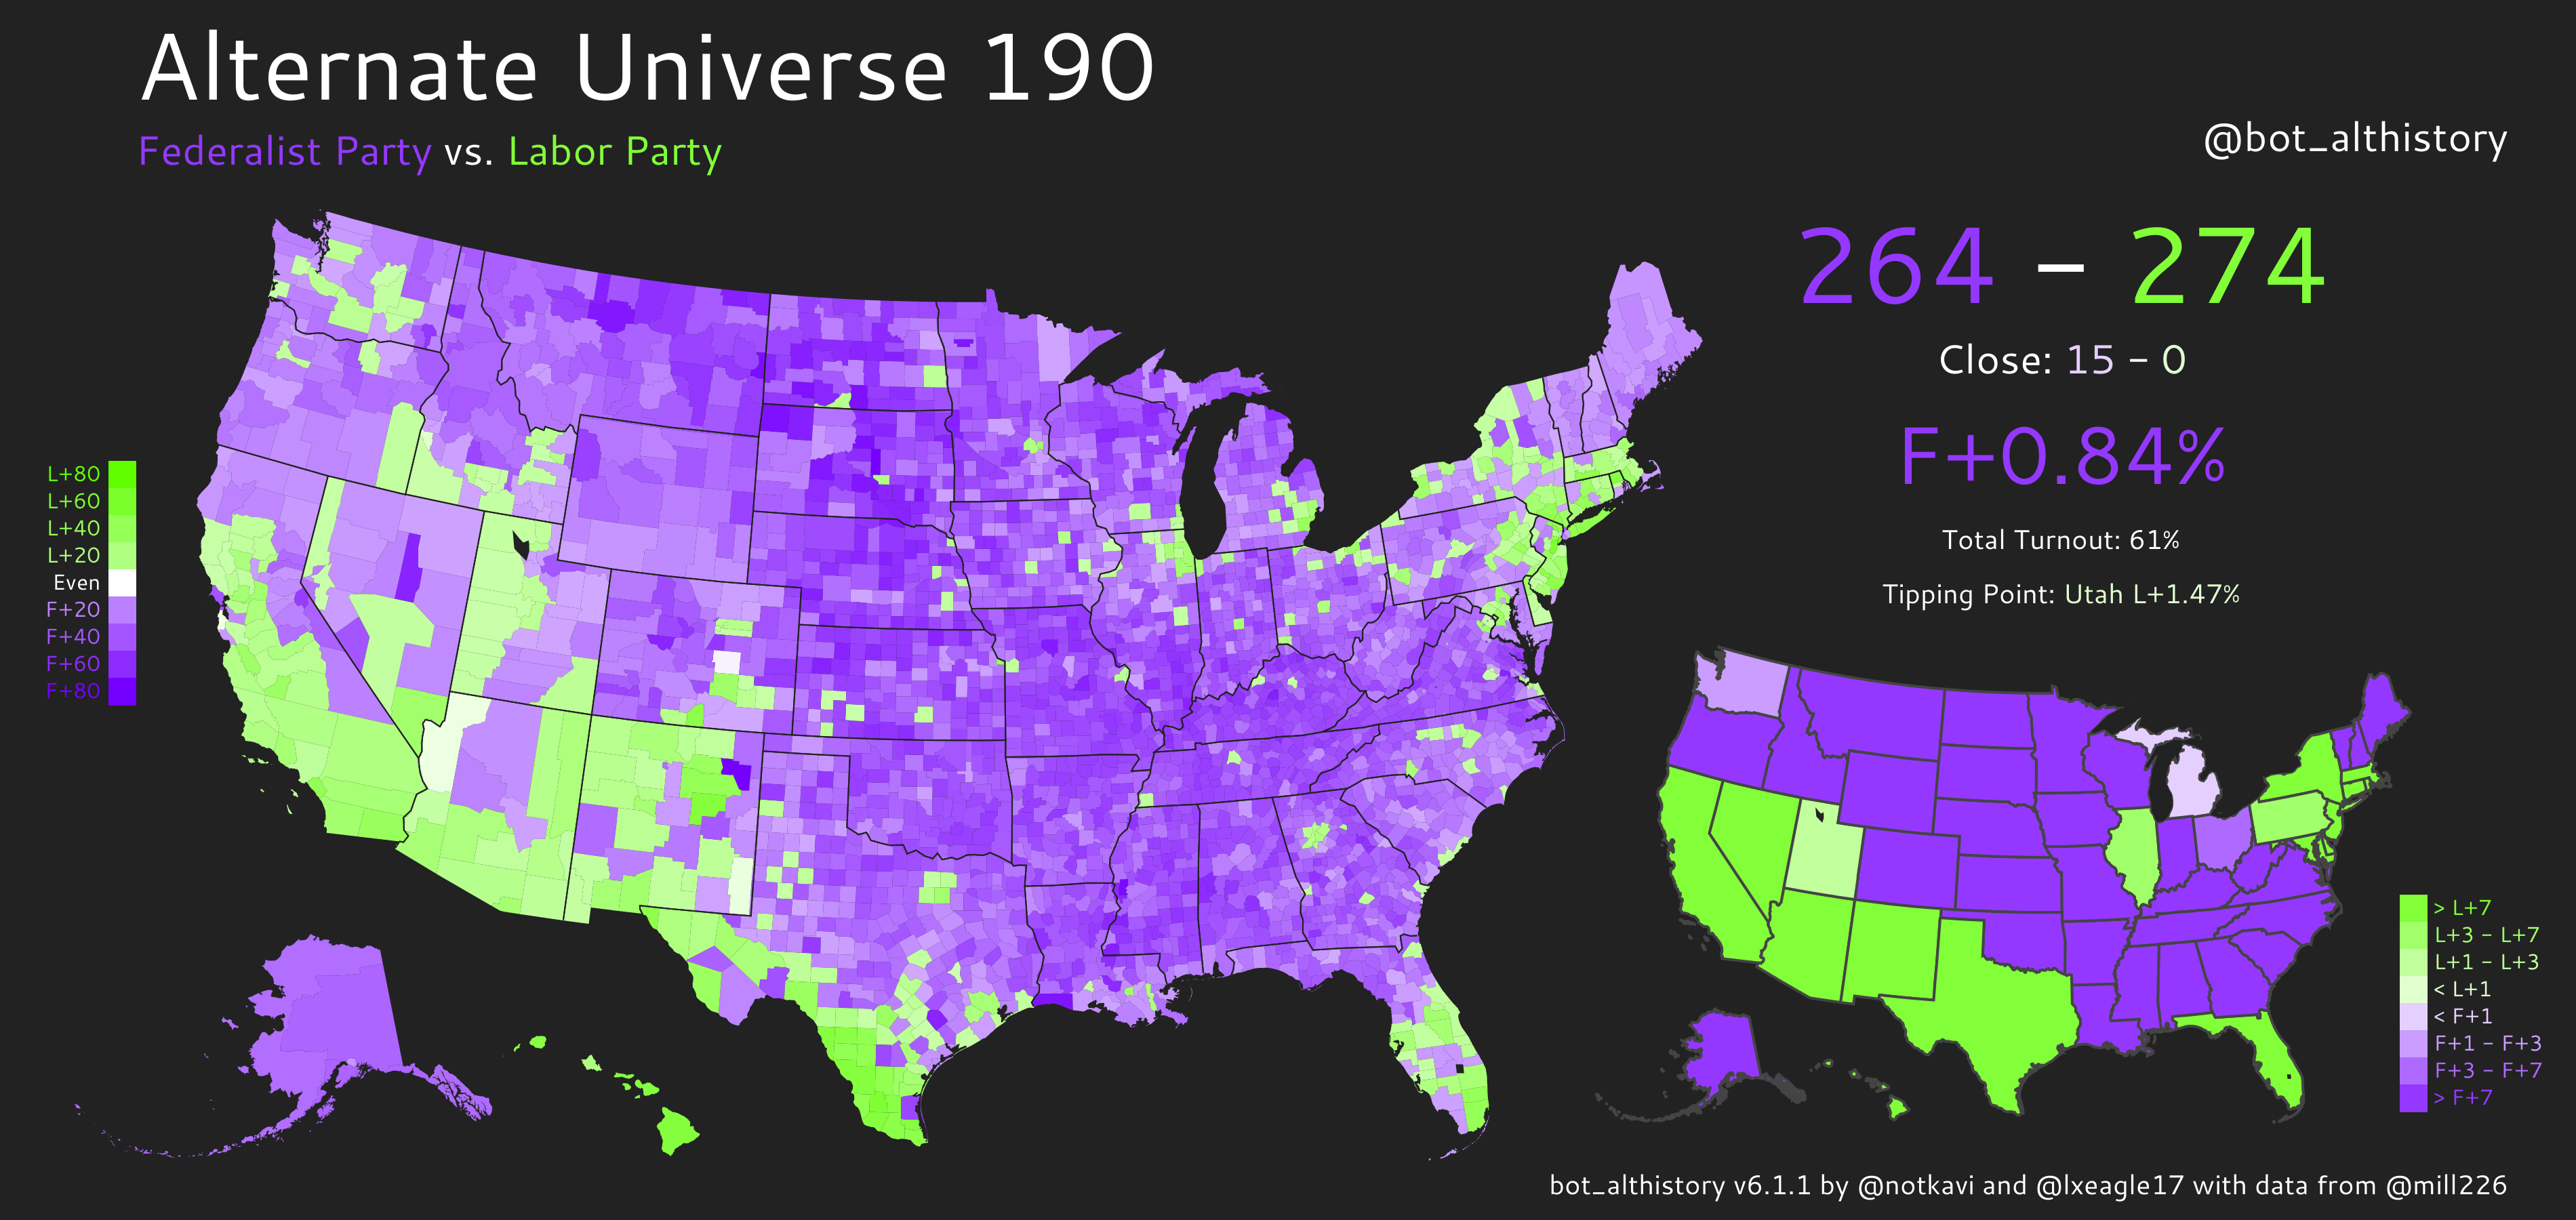 Alternate Universe 190
Federalist Party vs. Labor Party
@bot_althistory
264 – 274
Close: 15 – 0
F+0.84%
Total Turnout: 61%
Tipping Point: Utah L+1.47%
L+80
L+60
L+40
L+20
Even
F+20
F+40
F+60
F+80
> L+7
L+3 – L+7
L+1 – L+3
< L+1
< F+1
F+1 – F+3
F+3 – F+7
> F+7
bot_althistory v6.1.1 by @notkavi and @lxeagle17 with data from @mill226